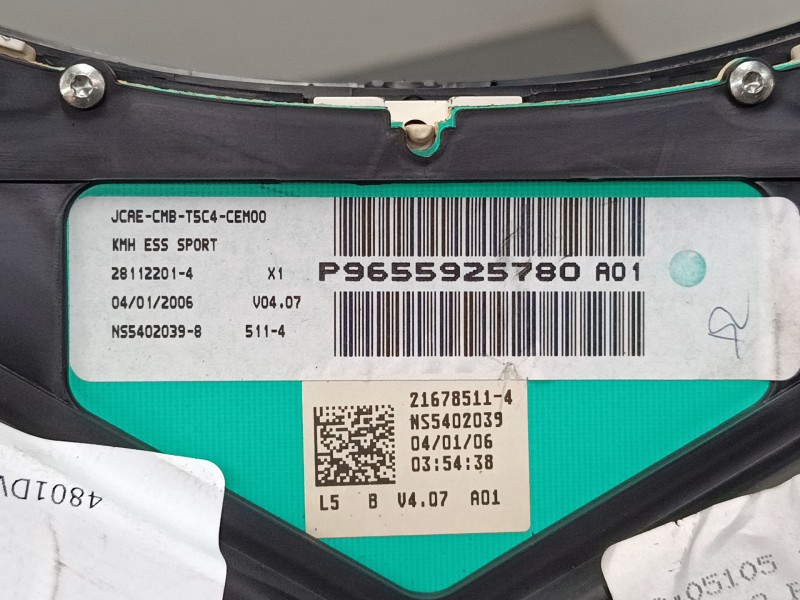 JCAE-CMB-T5C4-CEM00
KMH ESS SPORT
28112201-4 X1
04/01/2006 V04.07
NS5402039-8 511-4
P9655925780 A01
21678511-4
NS5402039
04/01/06
03:54:38
L5 B V4.07 A01
4801DV
05105